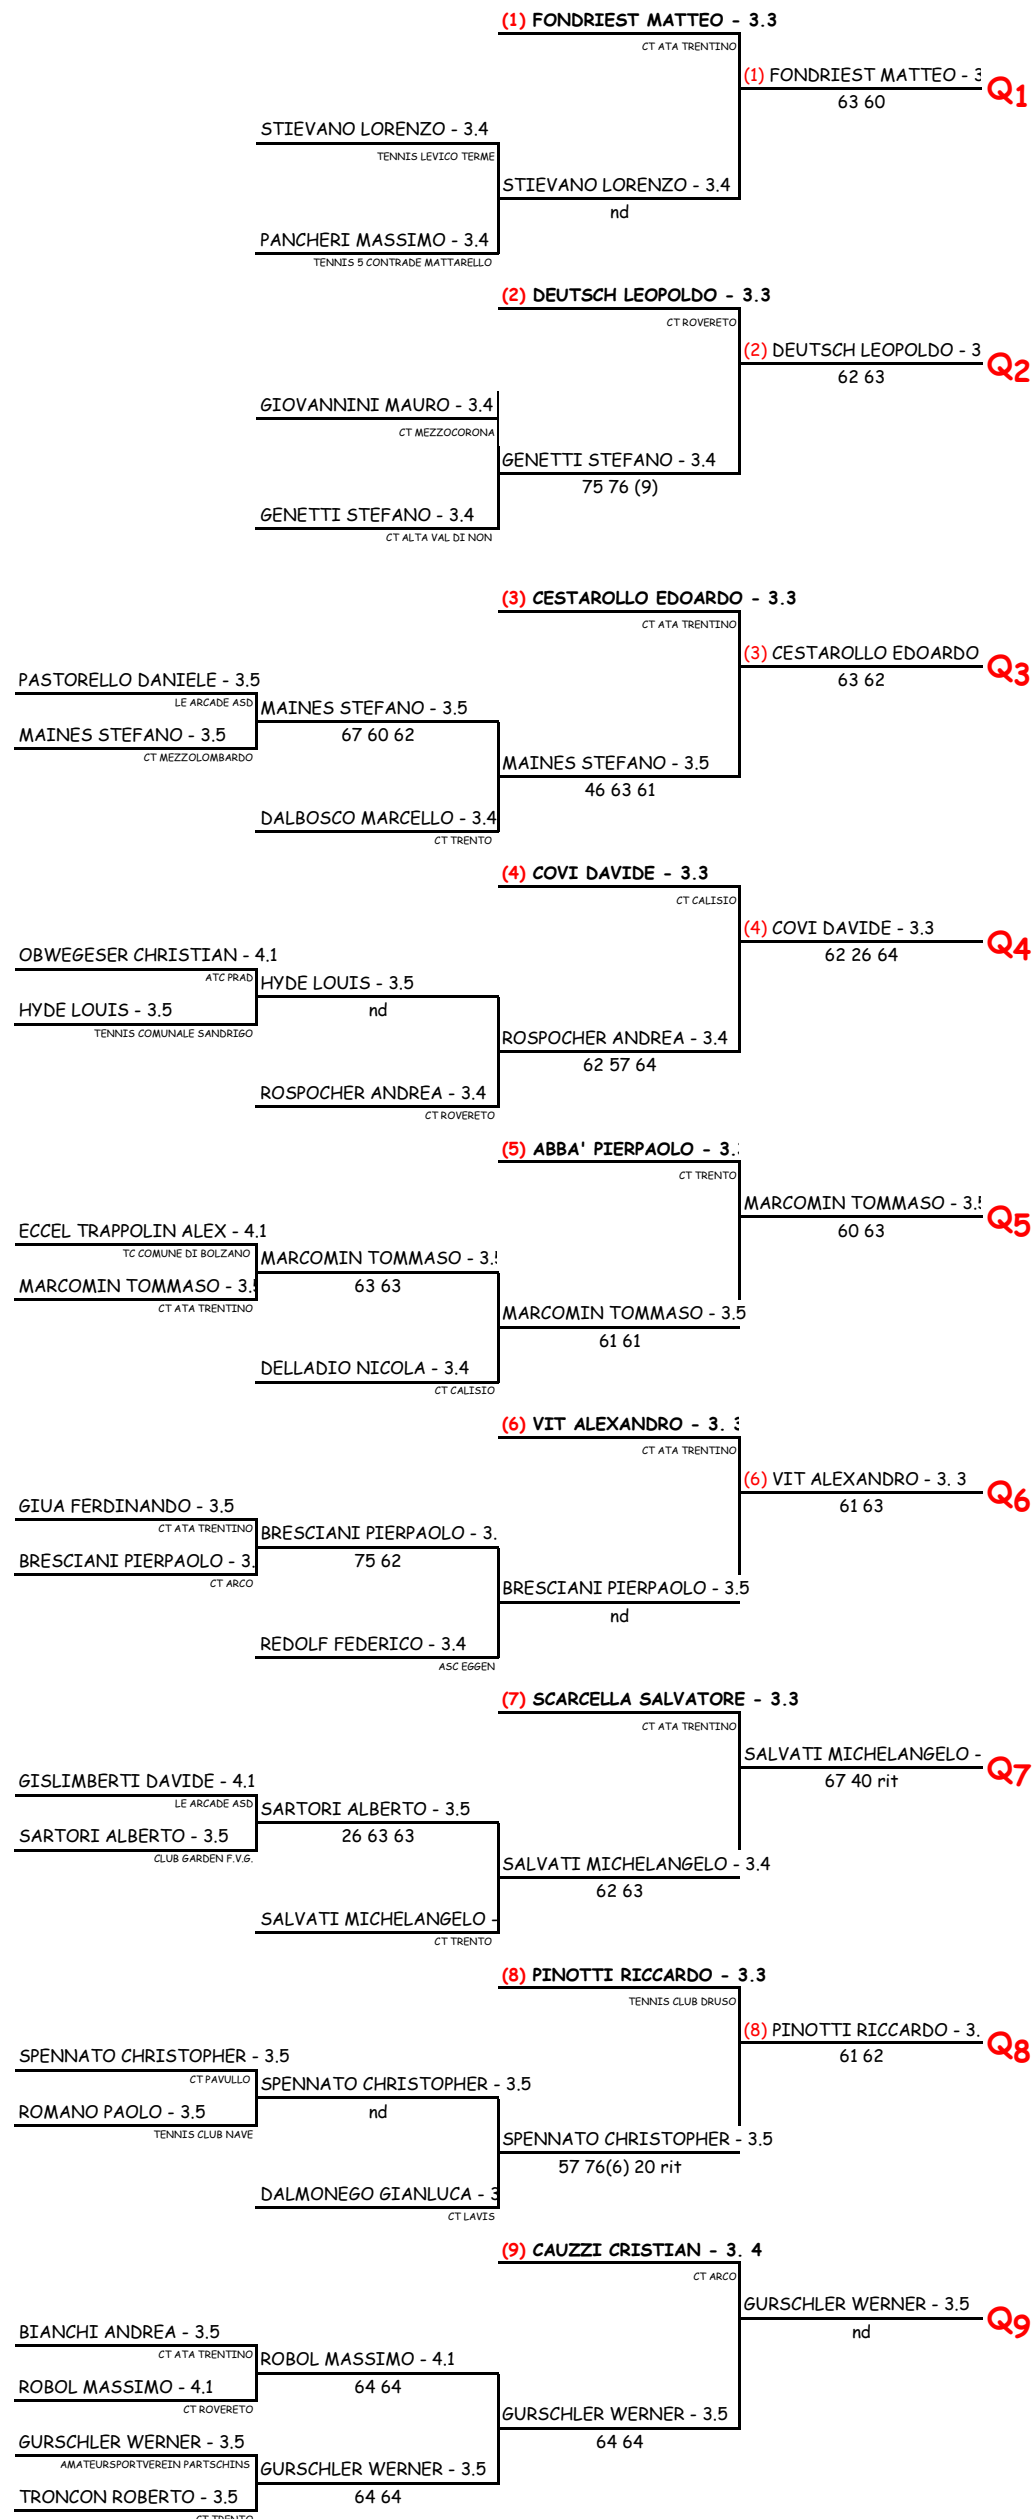 (1) FONDRIEST MATTEO - 3.3
CT ATA TRENTINO
(1) FONDRIEST MATTEO - 3
Q1
63 60
STIEVANO LORENZO - 3.4
TENNIS LEVICO TERME
STIEVANO LORENZO - 3.4
nd
PANCHERI MASSIMO - 3.4
TENNIS 5 CONTRADE MATTARELLO
(2) DEUTSCH LEOPOLDO - 3.3
CT ROVERETO
(2) DEUTSCH LEOPOLDO - 3
Q2
62 63
GIOVANNINI MAURO - 3.4
CT MEZZOCORONA
GENETTI STEFANO - 3.4
75 76 (9)
GENETTI STEFANO - 3.4
CT ALTA VAL DI NON
(3) CESTAROLLO EDOARDO - 3.3
CT ATA TRENTINO
(3) CESTAROLLO EDOARDO
Q3
63 62
PASTORELLO DANIELE - 3.5
LE ARCADE ASD
MAINES STEFANO - 3.5
67 60 62
MAINES STEFANO - 3.5
CT MEZZOLOMBARDO
MAINES STEFANO - 3.5
46 63 61
DALBOSCO MARCELLO - 3.4
CT TRENTO
(4) COVI DAVIDE - 3.3
CT CALISIO
(4) COVI DAVIDE - 3.3
Q4
62 26 64
OBWEGESER CHRISTIAN - 4.1
ATC PRAD
HYDE LOUIS - 3.5
nd
HYDE LOUIS - 3.5
TENNIS COMUNALE SANDRIGO
ROSPOCHER ANDREA - 3.4
62 57 64
ROSPOCHER ANDREA - 3.4
CT ROVERETO
(5) ABBA' PIERPAOLO - 3.
CT TRENTO
MARCOMIN TOMMASO - 3.5
Q5
60 63
ECCEL TRAPPOLIN ALEX - 4.1
TC COMUNE DI BOLZANO
MARCOMIN TOMMASO - 3.5
63 63
MARCOMIN TOMMASO - 3.5
CT ATA TRENTINO
MARCOMIN TOMMASO - 3.5
61 61
DELLADIO NICOLA - 3.4
CT CALISIO
(6) VIT ALEXANDRO - 3. 3
CT ATA TRENTINO
(6) VIT ALEXANDRO - 3. 3
Q6
61 63
GIUA FERDINANDO - 3.5
CT ATA TRENTINO
BRESCIANI PIERPAOLO - 3.
75 62
BRESCIANI PIERPAOLO - 3.
CT ARCO
BRESCIANI PIERPAOLO - 3.5
nd
REDOLF FEDERICO - 3.4
ASC EGGEN
(7) SCARCELLA SALVATORE - 3.3
CT ATA TRENTINO
SALVATI MICHELANGELO -
Q7
67 40 rit
GISLIMBERTI DAVIDE - 4.1
LE ARCADE ASD
SARTORI ALBERTO - 3.5
26 63 63
SARTORI ALBERTO - 3.5
CLUB GARDEN F.V.G.
SALVATI MICHELANGELO - 3.4
62 63
SALVATI MICHELANGELO -
CT TRENTO
(8) PINOTTI RICCARDO - 3.3
TENNIS CLUB DRUSO
(8) PINOTTI RICCARDO - 3.
Q8
61 62
SPENNATO CHRISTOPHER - 3.5
CT PAVULLO
SPENNATO CHRISTOPHER - 3.5
nd
ROMANO PAOLO - 3.5
TENNIS CLUB NAVE
SPENNATO CHRISTOPHER - 3.5
57 76(6) 20 rit
DALMONEGO GIANLUCA - 3
CT LAVIS
(9) CAUZZI CRISTIAN - 3. 4
CT ARCO
GURSCHLER WERNER - 3.5
Q9
nd
BIANCHI ANDREA - 3.5
CT ATA TRENTINO
ROBOL MASSIMO - 4.1
64 64
ROBOL MASSIMO - 4.1
CT ROVERETO
GURSCHLER WERNER - 3.5
64 64
GURSCHLER WERNER - 3.5
AMATEURSPORTVEREIN PARTSCHINS
GURSCHLER WERNER - 3.5
64 64
TRONCON ROBERTO - 3.5
CT TRENTO